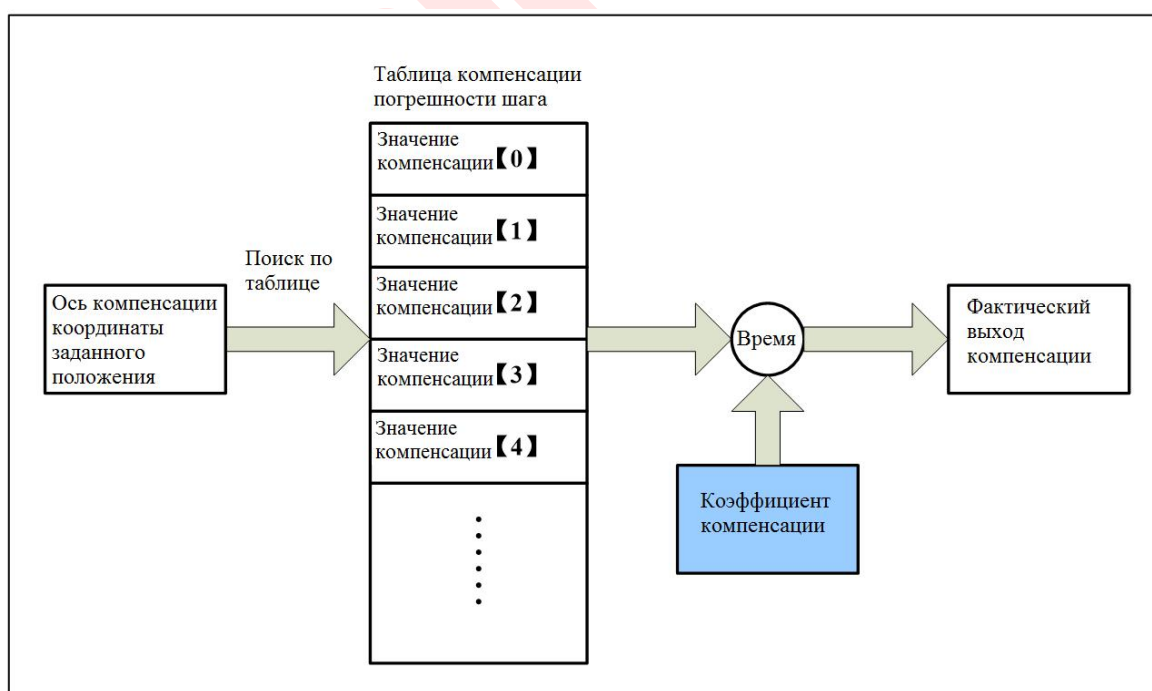 Таблица компенсации
погрешности шага
Значение
компенсации【0】
Значение
компенсации【1】
Поиск по
таблице
Значение
компенсации【2】
Ось компенсации
координаты
заданного
положения
Время
Фактический
выход
компенсации
Значение
компенсации【3】
Значение
компенсации【4】
Коэффициент
компенсации